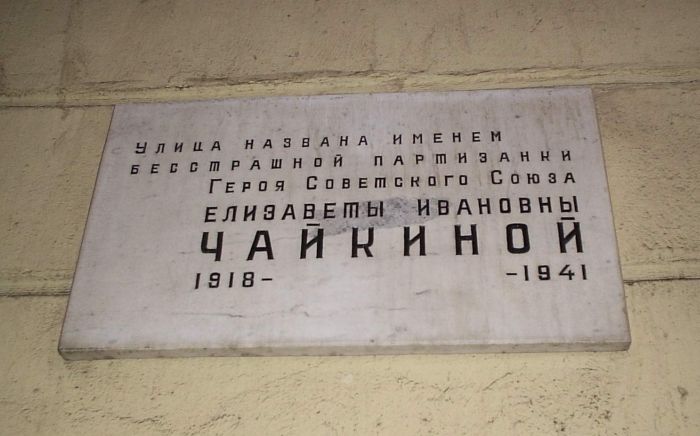 Улица названа именем
бесстрашной партизанки
Героя Советского Союза
Елизаветы Ивановны
ЧАЙКИНОЙ
1918- -1941